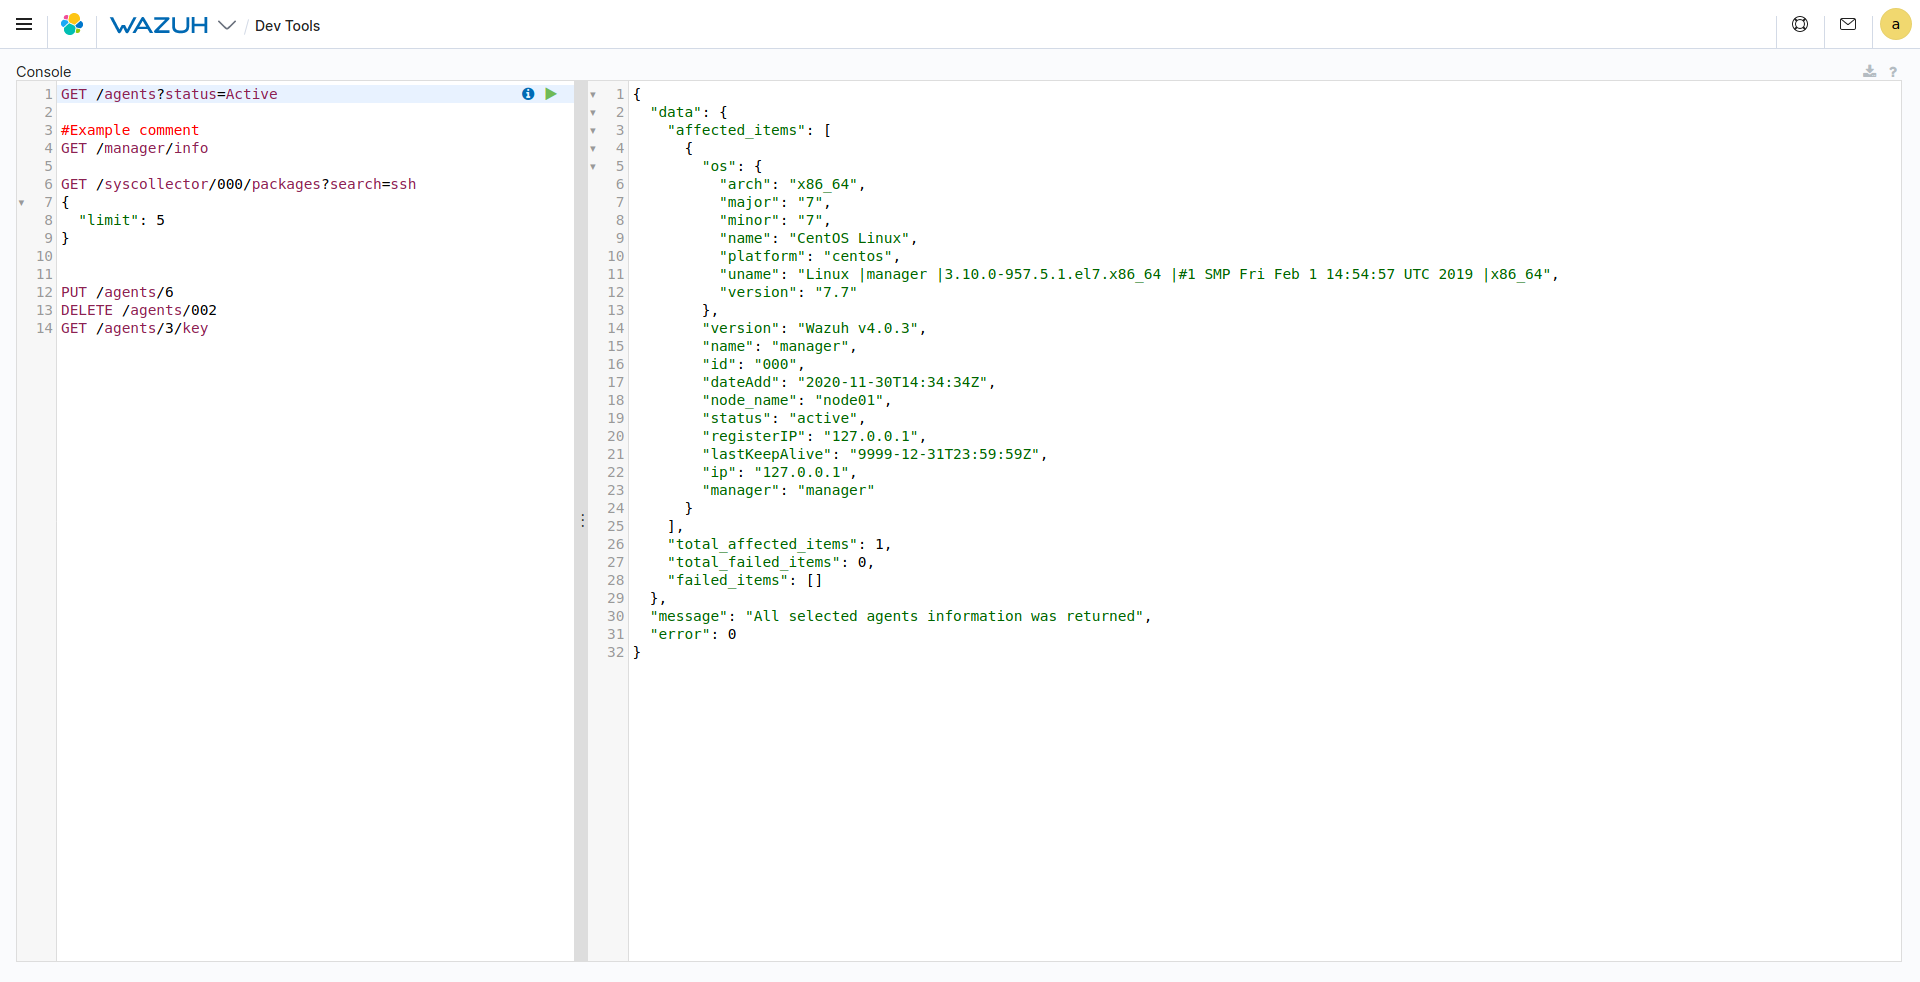 WAZUH / Dev Tools
a
Console
?
1 GET /agents?status=Active
2
3 #Example comment
4 GET /manager/info
5
6 GET /syscollector/000/packages?search=ssh
7 {
8   "limit": 5
9 }
10
11
12 PUT /agents/6
13 DELETE /agents/002
14 GET /agents/3/key
1 {
2   "data": {
3     "affected_items": [
4       {
5         "os": {
6           "arch": "x86_64",
7           "major": "7",
8           "minor": "7",
9           "name": "CentOS Linux",
10           "platform": "centos",
11           "uname": "Linux |manager |3.10.0-957.5.1.el7.x86_64 |#1 SMP Fri Feb 1 14:54:57 UTC 2019 |x86_64",
12           "version": "7.7"
13         },
14         "version": "Wazuh v4.0.3",
15         "name": "manager",
16         "id": "000",
17         "dateAdd": "2020-11-30T14:34:34Z",
18         "node_name": "node01",
19         "status": "active",
20         "registerIP": "127.0.0.1",
21         "lastKeepAlive": "9999-12-31T23:59:59Z",
22         "ip": "127.0.0.1",
23         "manager": "manager"
24       }
25     ],
26     "total_affected_items": 1,
27     "total_failed_items": 0,
28     "failed_items": []
29   },
30   "message": "All selected agents information was returned",
31   "error": 0
32 }